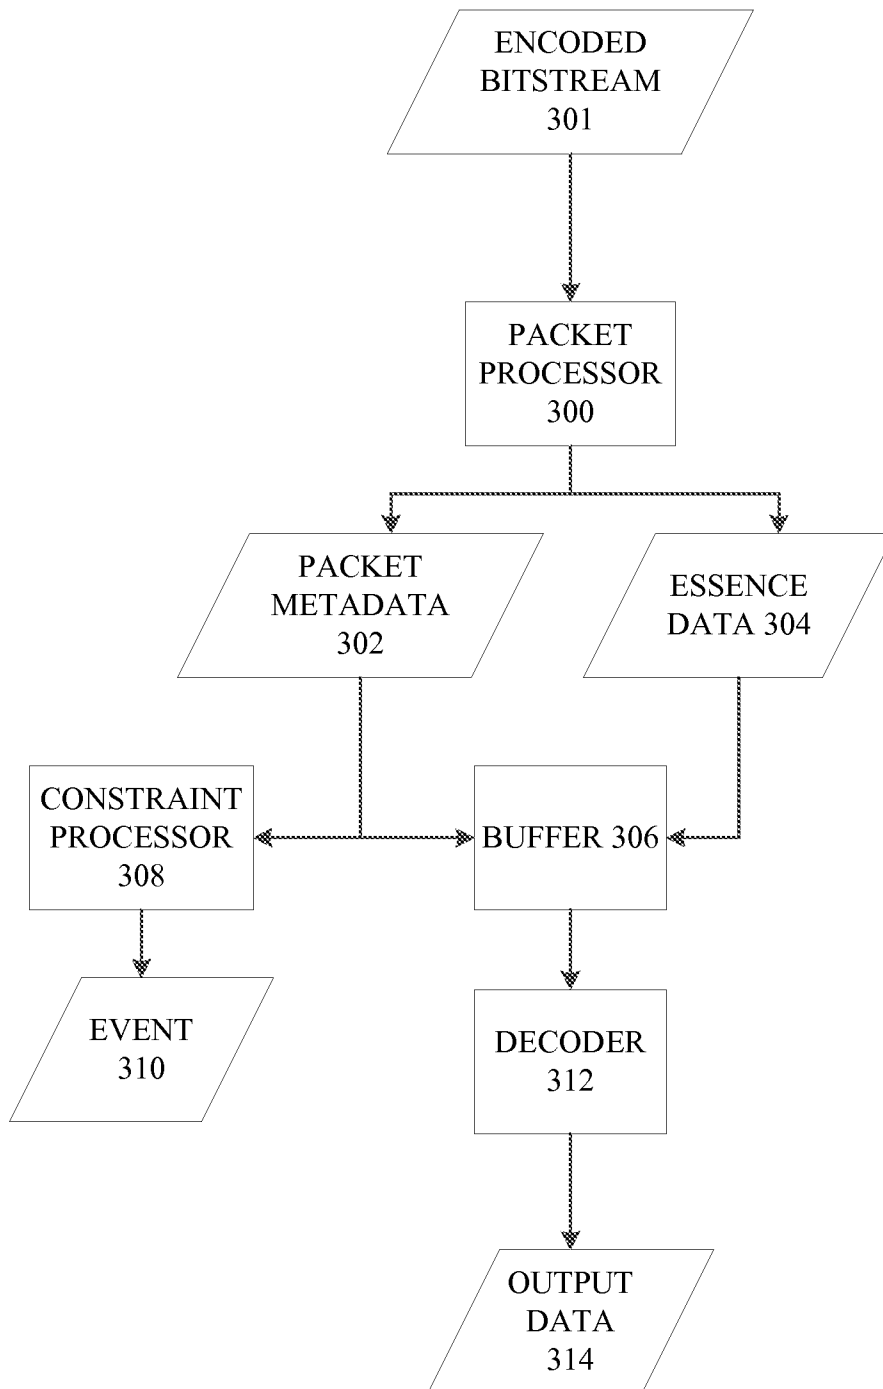 ENCODED
BITSTREAM
301
PACKET
PROCESSOR
300
PACKET
METADATA
302
ESSENCE
DATA 304
CONSTRAINT
PROCESSOR
308
BUFFER 306
EVENT
310
DECODER
312
OUTPUT
DATA
314